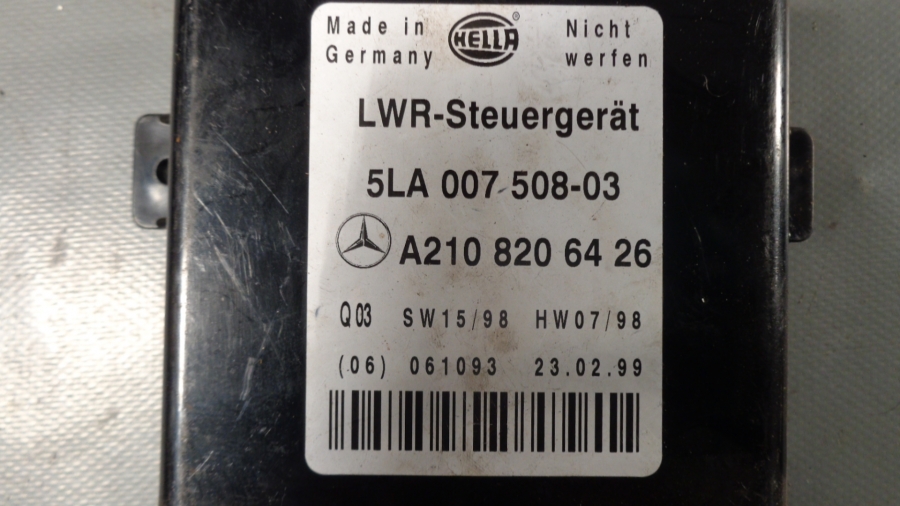 Made in HELLA ® Nicht
Germany werfen
LWR-Steuergerät
5LA 007 508-03
A210 820 64 26
Q03 SW15/98 HW07/98
(06) 061093 23.02.99